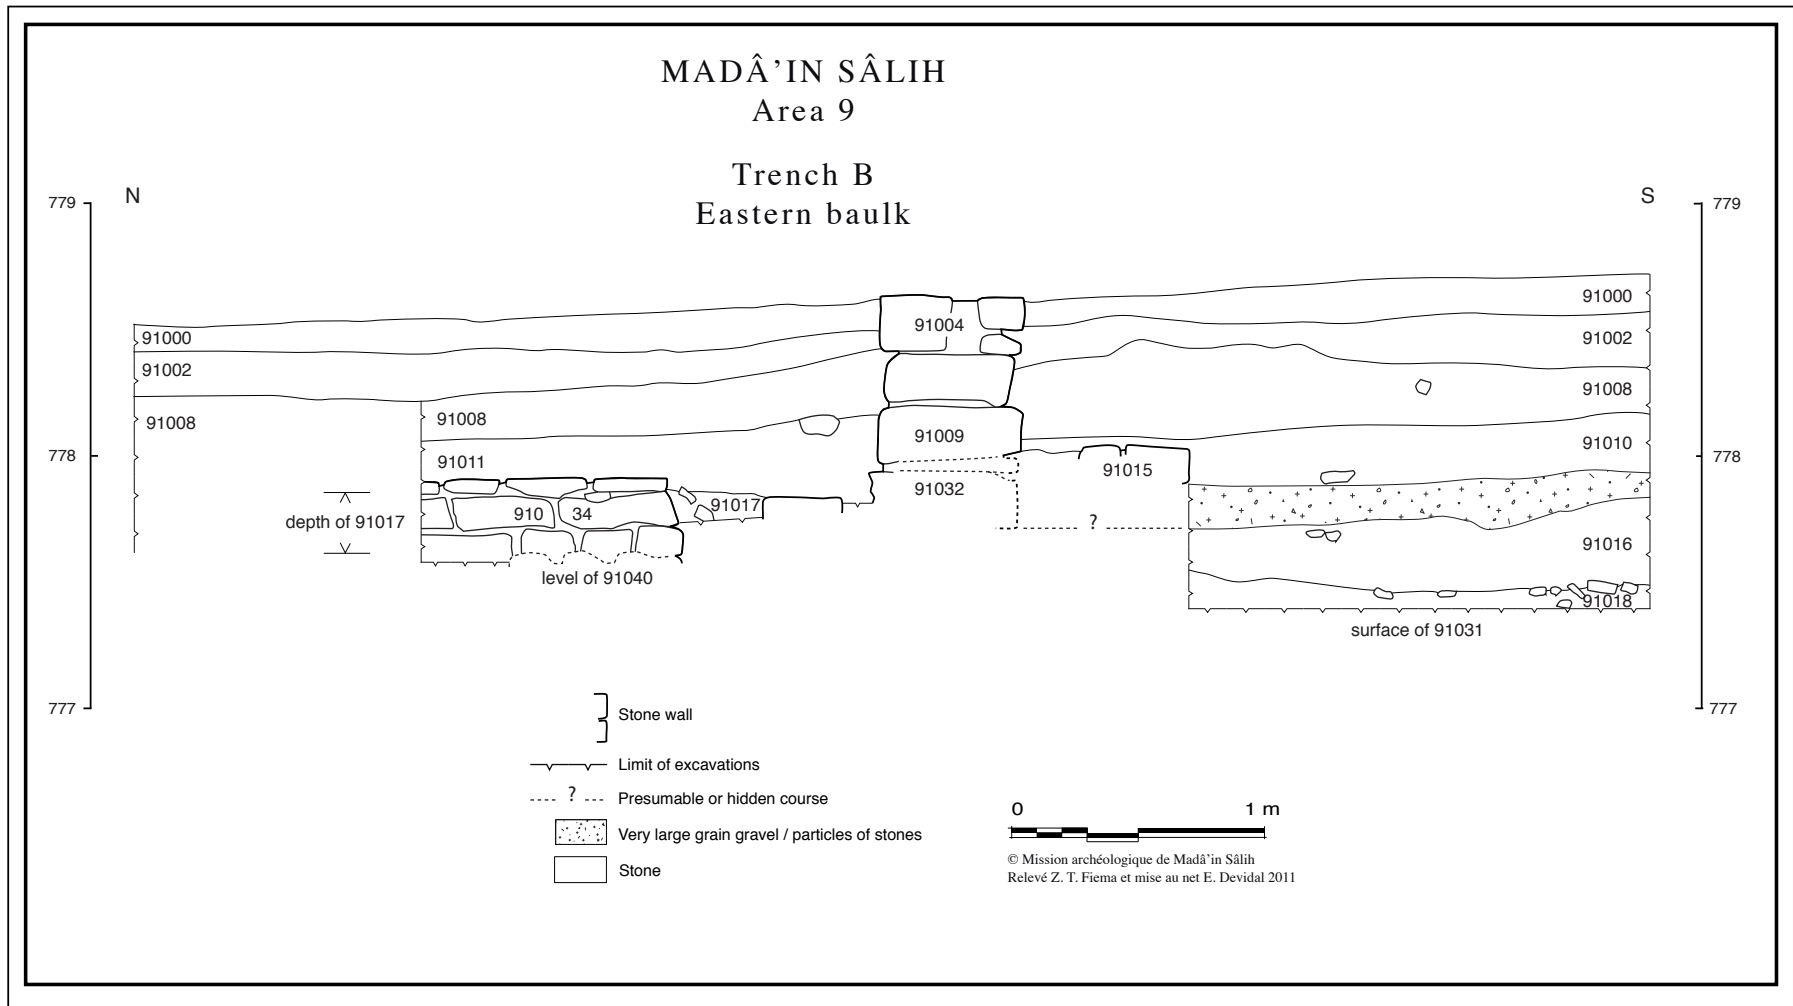 MADÂ’IN SÂLIH
Area 9
Trench B
Eastern baulk
N
S
779
779
91000
91004
91000
91002
91002
91008
91008
91008
91009
91010
91011
91015
778
778
91032
91017
depth of 91017
910 34
?
91016
level of 91040
91018
surface of 91031
777
777
Stone wall
Limit of excavations
? Presumable or hidden course
Very large grain gravel / particles of stones
Stone
0 1 m
© Mission archéologique de Madâ’in Sâlih
Relevé Z. T. Fiema et mise au net E. Devidal 2011